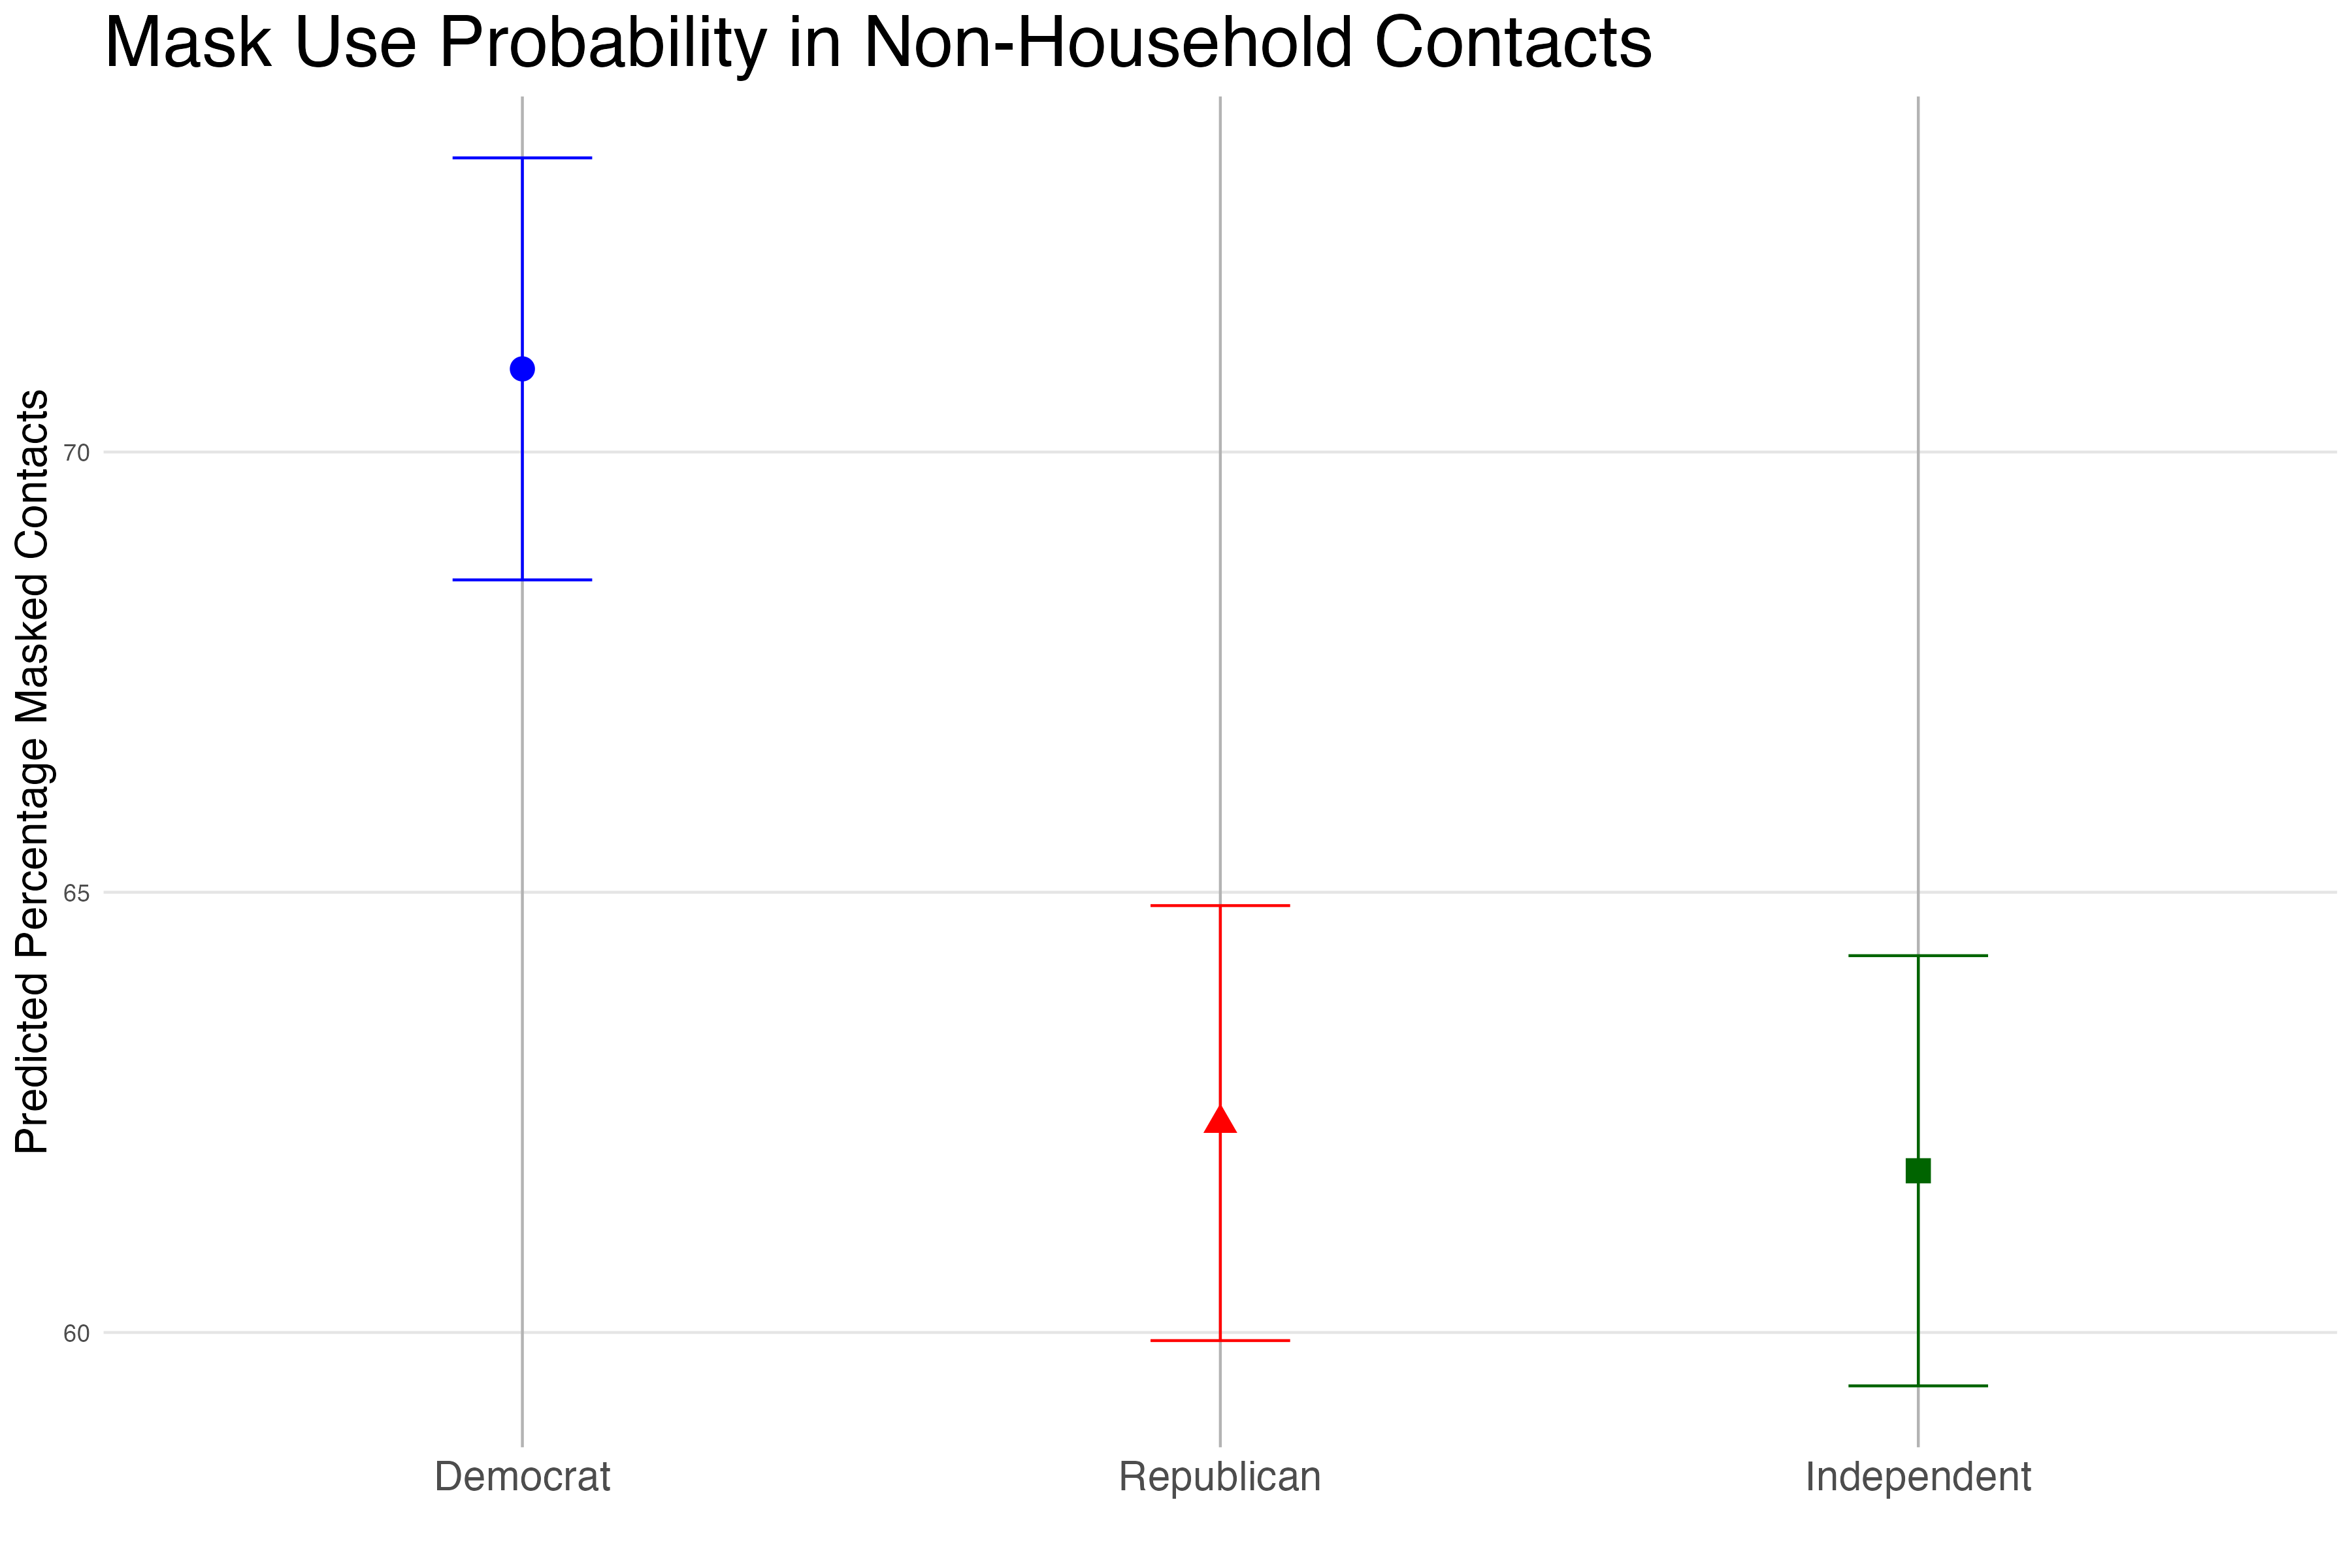 Mask Use Probability in Non-Household Contacts
Predicted Percentage Masked Contacts
70
65
60
Democrat
Republican
Independent